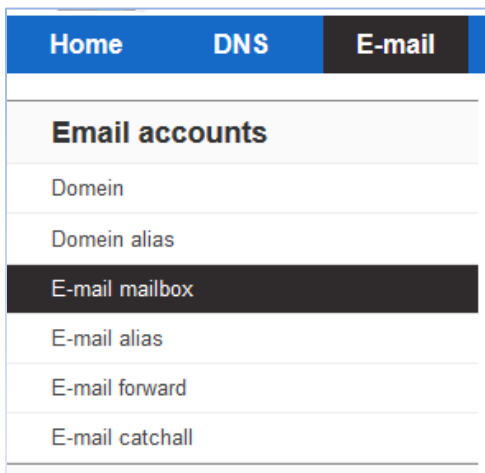 Home DNS E-mail
Email accounts
Domein
Domein alias
E-mail mailbox
E-mail alias
E-mail forward
E-mail catchall